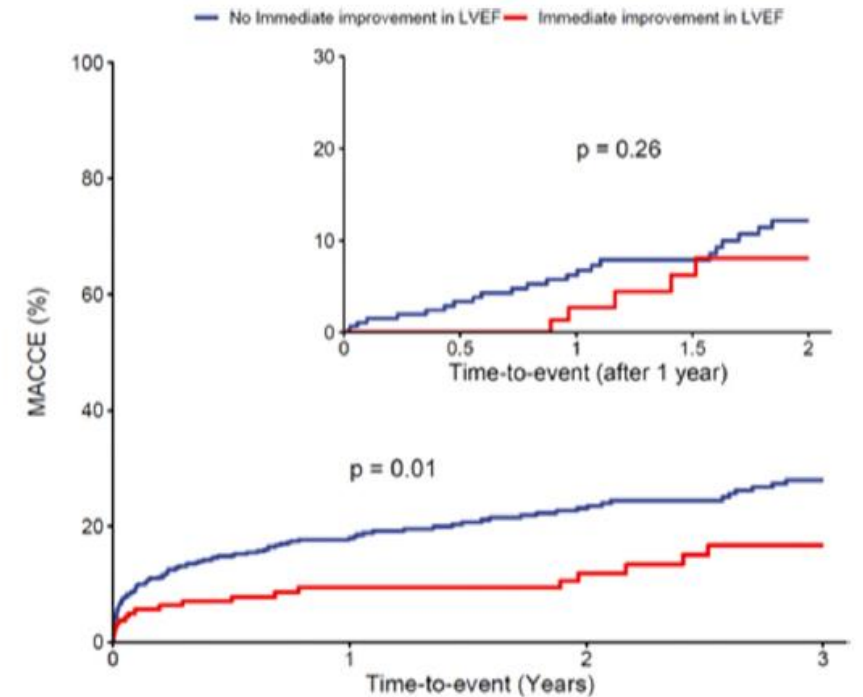 No Immediate improvement in LVEF Immediate improvement in LVEF
30
20
10
0
p = 0.26
0 0.5 1 1.5 2
Time-to-event (after 1 year)
MACCE (%)
100
80
60
40
20
0
p = 0.01
0 1 2 3
Time-to-event (Years)